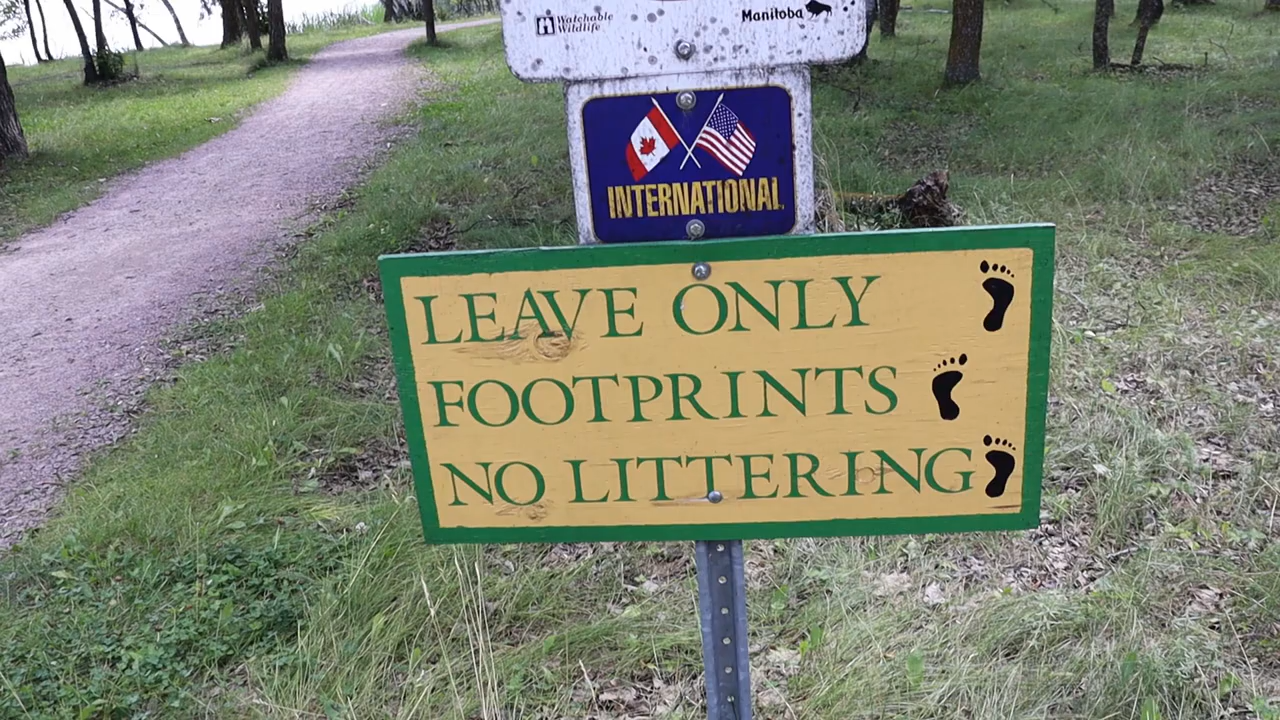 Watchable
Wildlife
Manitoba
INTERNATIONAL
LEAVE ONLY
FOOTPRINTS
NO LITTERING